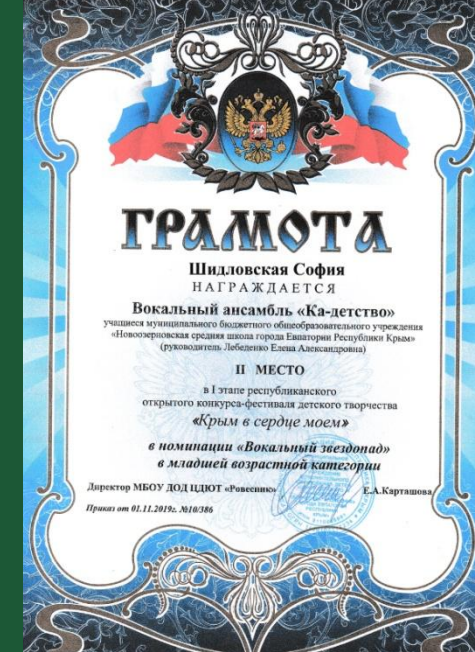 ГРАМОТА
Шидловская София
НАГРАЖДАЕТСЯ
Вокальный ансамбль «Ка-детство»
учащиеся муниципального бюджетного общеобразовательного учреждения
«Новоозерновская средняя школа города Евпатории Республики Крым»
(руководитель Лебеденко Елена Александровна)
II МЕСТО
в I этапе республиканского
открытого конкурса-фестиваля детского творчества
«Крым в сердце моем»
в номинации «Вокальный звездопад»
в младшей возрастной категории
Директор МБОУ ДОД ЦДЮТ «Ровесник» Е.А.Карташова
Приказ от 01.11.2019г. №10/386